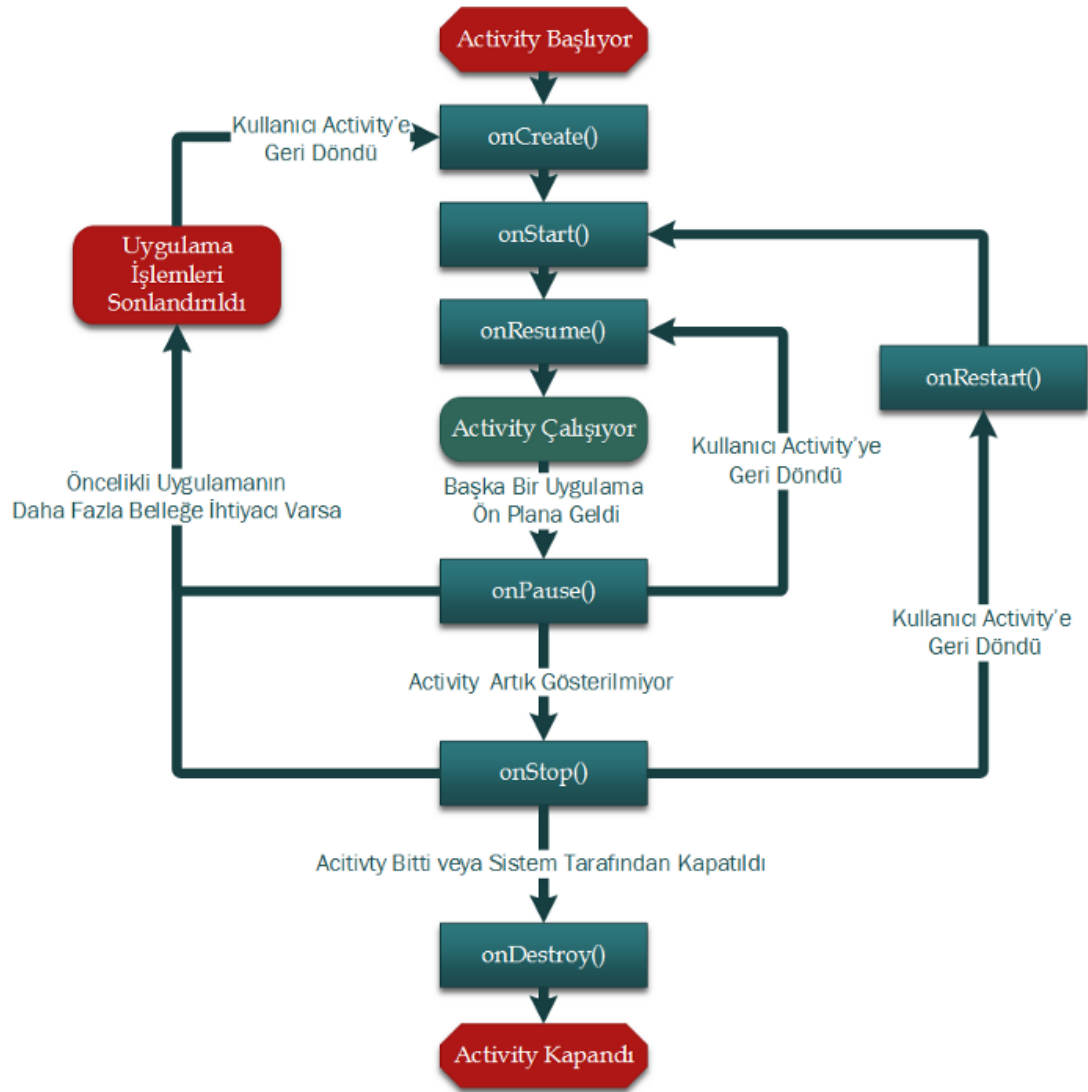 Activity Başlıyor
Kullanıcı Activity'e
Geri Döndü
onCreate()
onStart()
Uygulama
İşlemleri
Sonlandırıldı
onResume()
onRestart()
Activity Çalışıyor
Kullanıcı Activity'ye
Geri Döndü
Öncelikli Uygulamanın
Daha Fazla Belleğe İhtiyacı Varsa
Başka Bir Uygulama
Ön Plana Geldi
onPause()
Kullanıcı Activity'e
Geri Döndü
Activity Artık Gösterilmiyor
onStop()
Acitivty Bitti veya Sistem Tarafından Kapatıldı
onDestroy()
Activity Kapandı